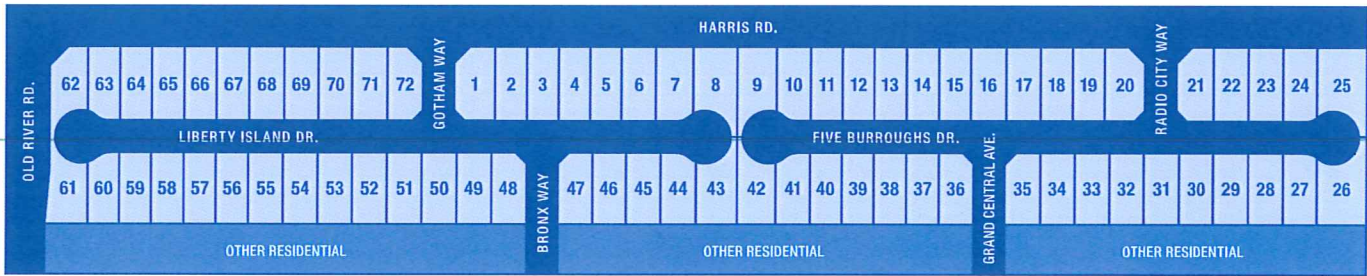 HARRIS RD.
OLD RIVER RD.
62 63 64 65 66 67 68 69 70 71 72
GOTHAM WAY
1 2 3 4 5 6 7 8 9 10 11 12 13 14 15 16 17 18 19 20
RADIO CITY WAY
21 22 23 24 25
LIBERTY ISLAND DR.
FIVE BURROUGHS DR.
61 60 59 58 57 56 55 54 53 52 51 50 49 48
BRONX WAY
47 46 45 44 43 42 41 40 39 38 37 36
GRAND CENTRAL AVE.
35 34 33 32 31 30 29 28 27 26
OTHER RESIDENTIAL
OTHER RESIDENTIAL
OTHER RESIDENTIAL